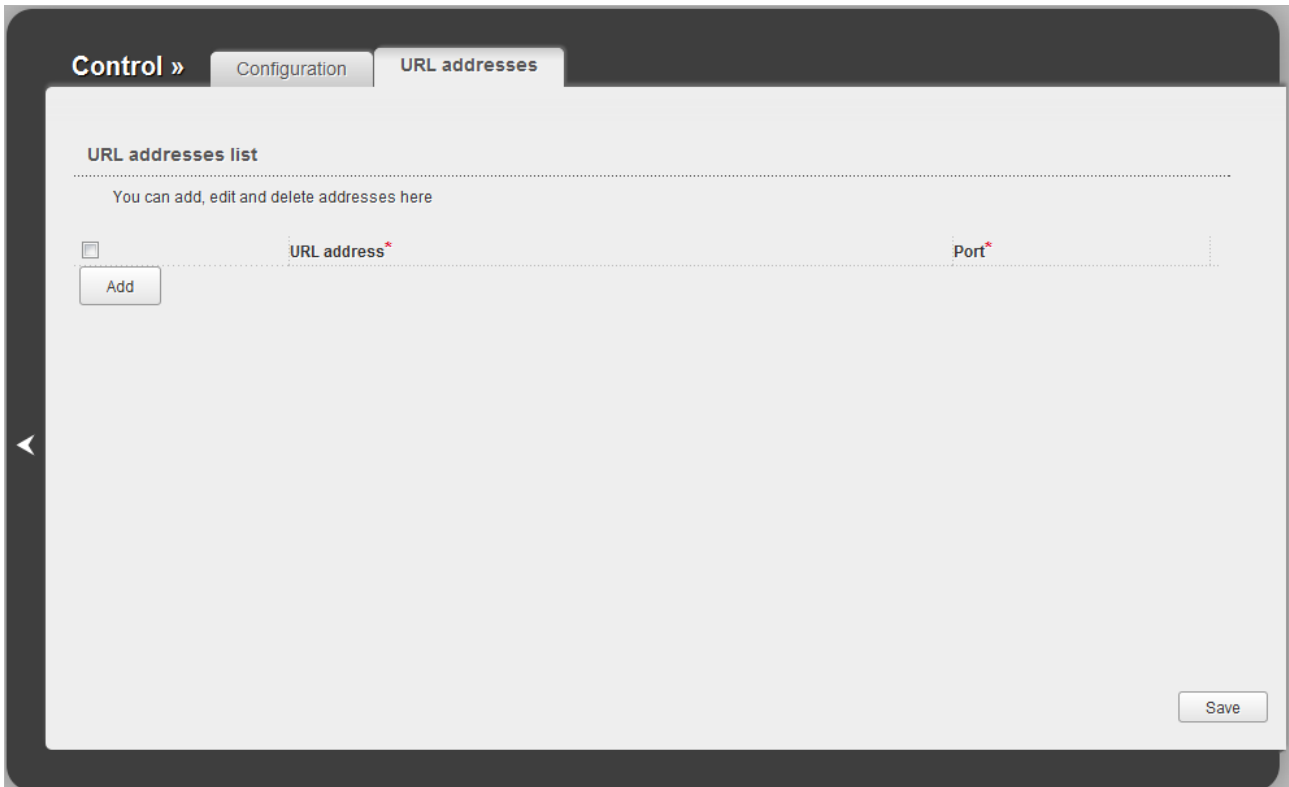 Control » Configuration URL addresses
URL addresses list
You can add, edit and delete addresses here
URL address* Port*
Add
Save